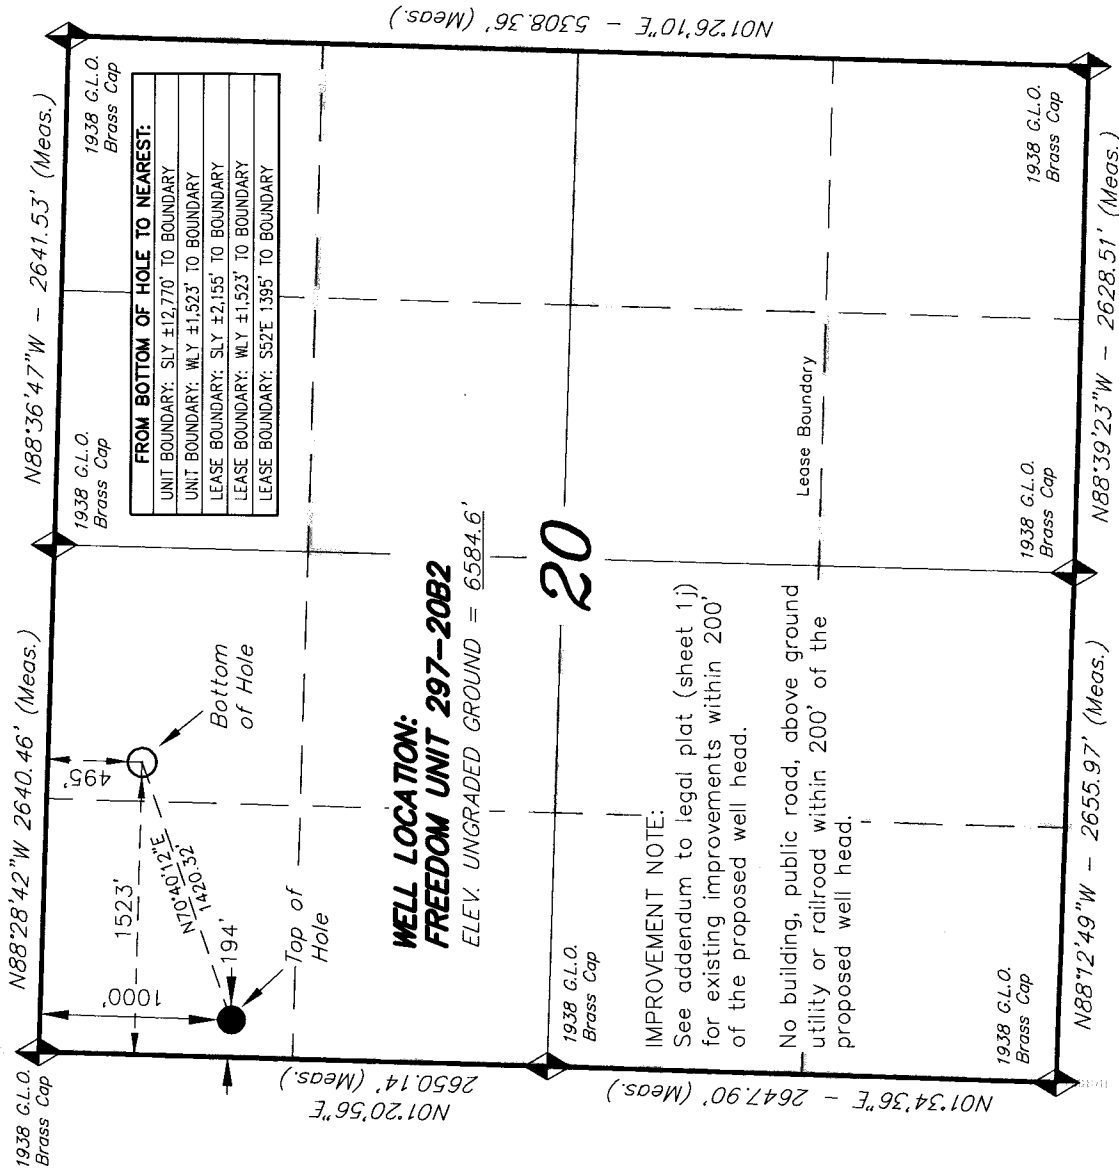 N88°28'42"W 2640.46' (Meas.)
N88°36'47"W - 2641.53' (Meas.)
1938 G.L.O.
Brass Cap
1938 G.L.O.
Brass Cap
1938 G.L.O.
Brass Cap
FROM BOTTOM OF HOLE TO NEAREST:
UNIT BOUNDARY: SLY ±12,770' TO BOUNDARY
UNIT BOUNDARY: WLY ±1,523' TO BOUNDARY
LEASE BOUNDARY: SLY ±2,155' TO BOUNDARY
LEASE BOUNDARY: WLY ±1,523' TO BOUNDARY
LEASE BOUNDARY: S52°E 1395' TO BOUNDARY
495'
1523'
Bottom
of Hole
N70°40'12"E
1420.32'
1000'
194'
Top of
Hole
N01°20'56"E
2650.14' (Meas.)
N01°26'10"E - 5308.36' (Meas.)
WELL LOCATION:
FREEDOM UNIT 297-20B2
ELEV. UNGRADED GROUND = 6584.6'
20
1938 G.L.O.
Brass Cap
IMPROVEMENT NOTE:
See addendum to legal plat (sheet 1j)
for existing improvements within 200'
of the proposed well head.
No building, public road, above ground
utility or railroad within 200' of the
proposed well head.
Lease Boundary
N01°34'36"E - 2647.90' (Meas.)
1938 G.L.O.
Brass Cap
1938 G.L.O.
Brass Cap
1938 G.L.O.
Brass Cap
N88°12'49"W - 2655.97' (Meas.)
N88°39'23"W - 2628.51' (Meas.)